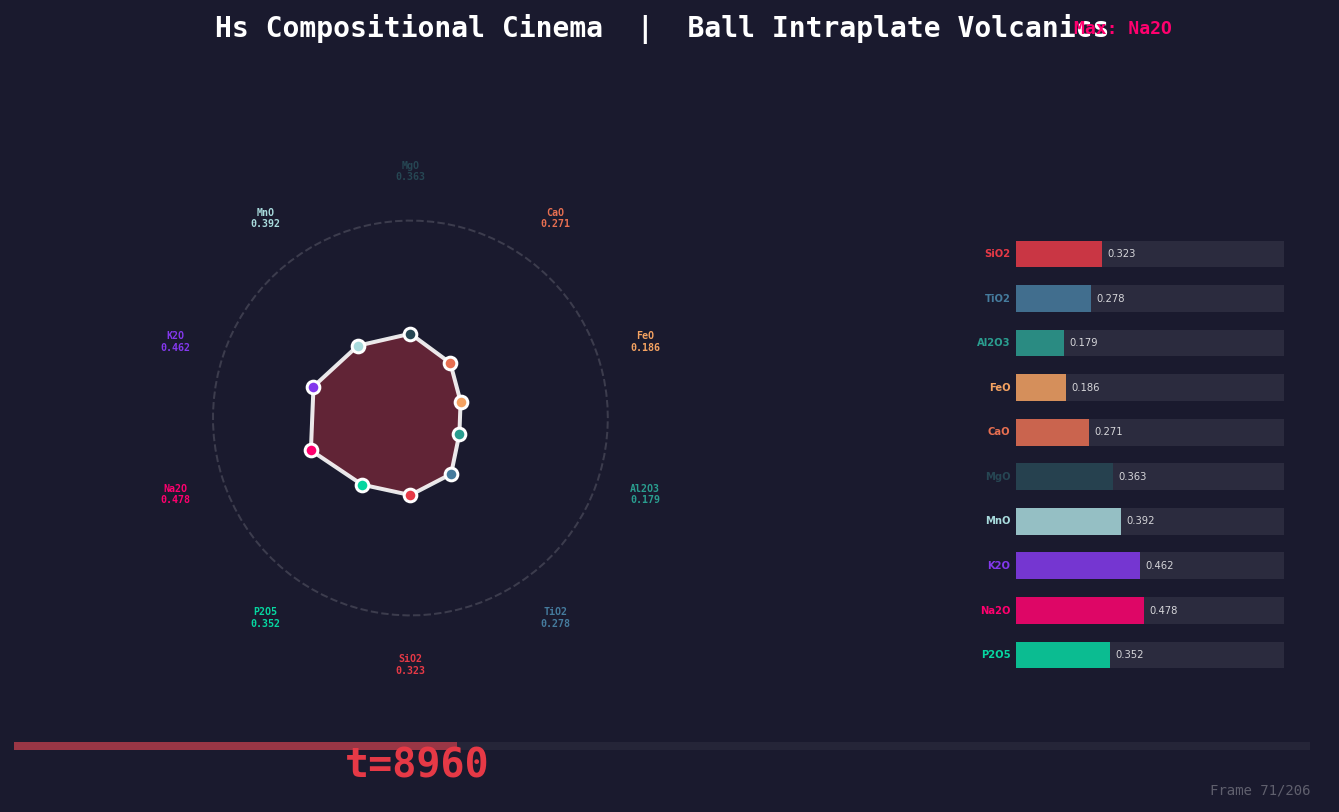 Hs Compositional Cinema  |  Ball Intraplate Volcanics
Max: Na2O
MgO
0.363
MnO
0.392
CaO
0.271
K2O
0.462
FeO
0.186
Na2O
0.478
Al2O3
0.179
P2O5
0.352
TiO2
0.278
SiO2
0.323
SiO2 0.323
TiO2 0.278
Al2O3 0.179
FeO 0.186
CaO 0.271
MgO 0.363
MnO 0.392
K2O 0.462
Na2O 0.478
P2O5 0.352
t=8960
Frame 71/206